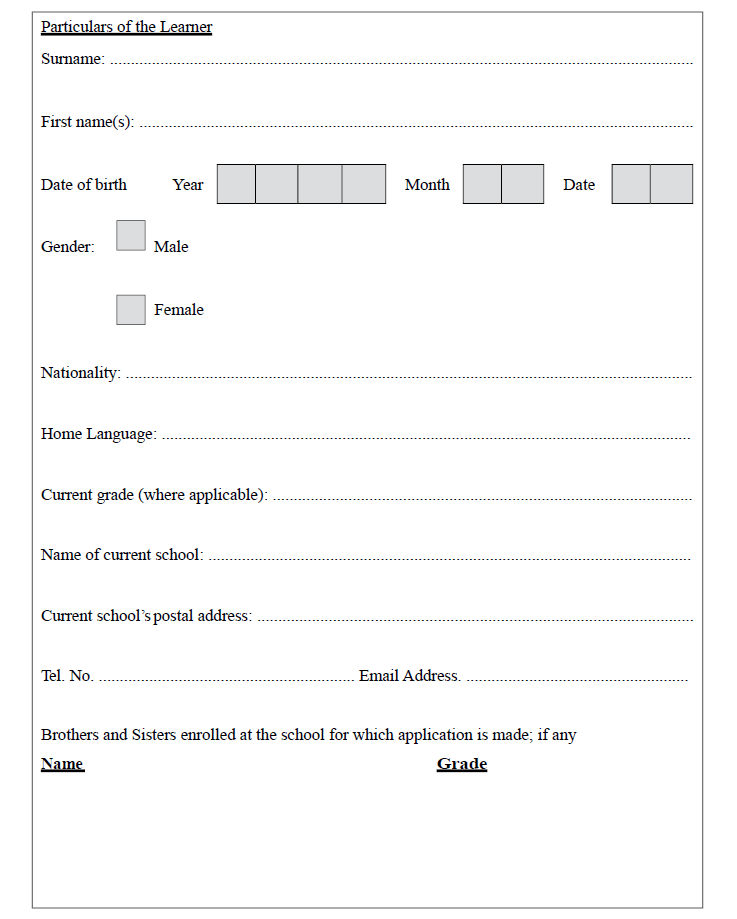 Particulars of the Learner
Surname: ....................................................................................................................................
First name(s): ..............................................................................................................................
Date of birth Year Month Date
Gender: Male
Female
Nationality: ................................................................................................................................
Home Language: ........................................................................................................................
Current grade (where applicable): ..............................................................................................
Name of current school: .............................................................................................................
Current school’s postal address: ..................................................................................................
Tel. No. ............................................................. Email Address. .....................................................
Brothers and Sisters enrolled at the school for which application is made; if any
Name Grade